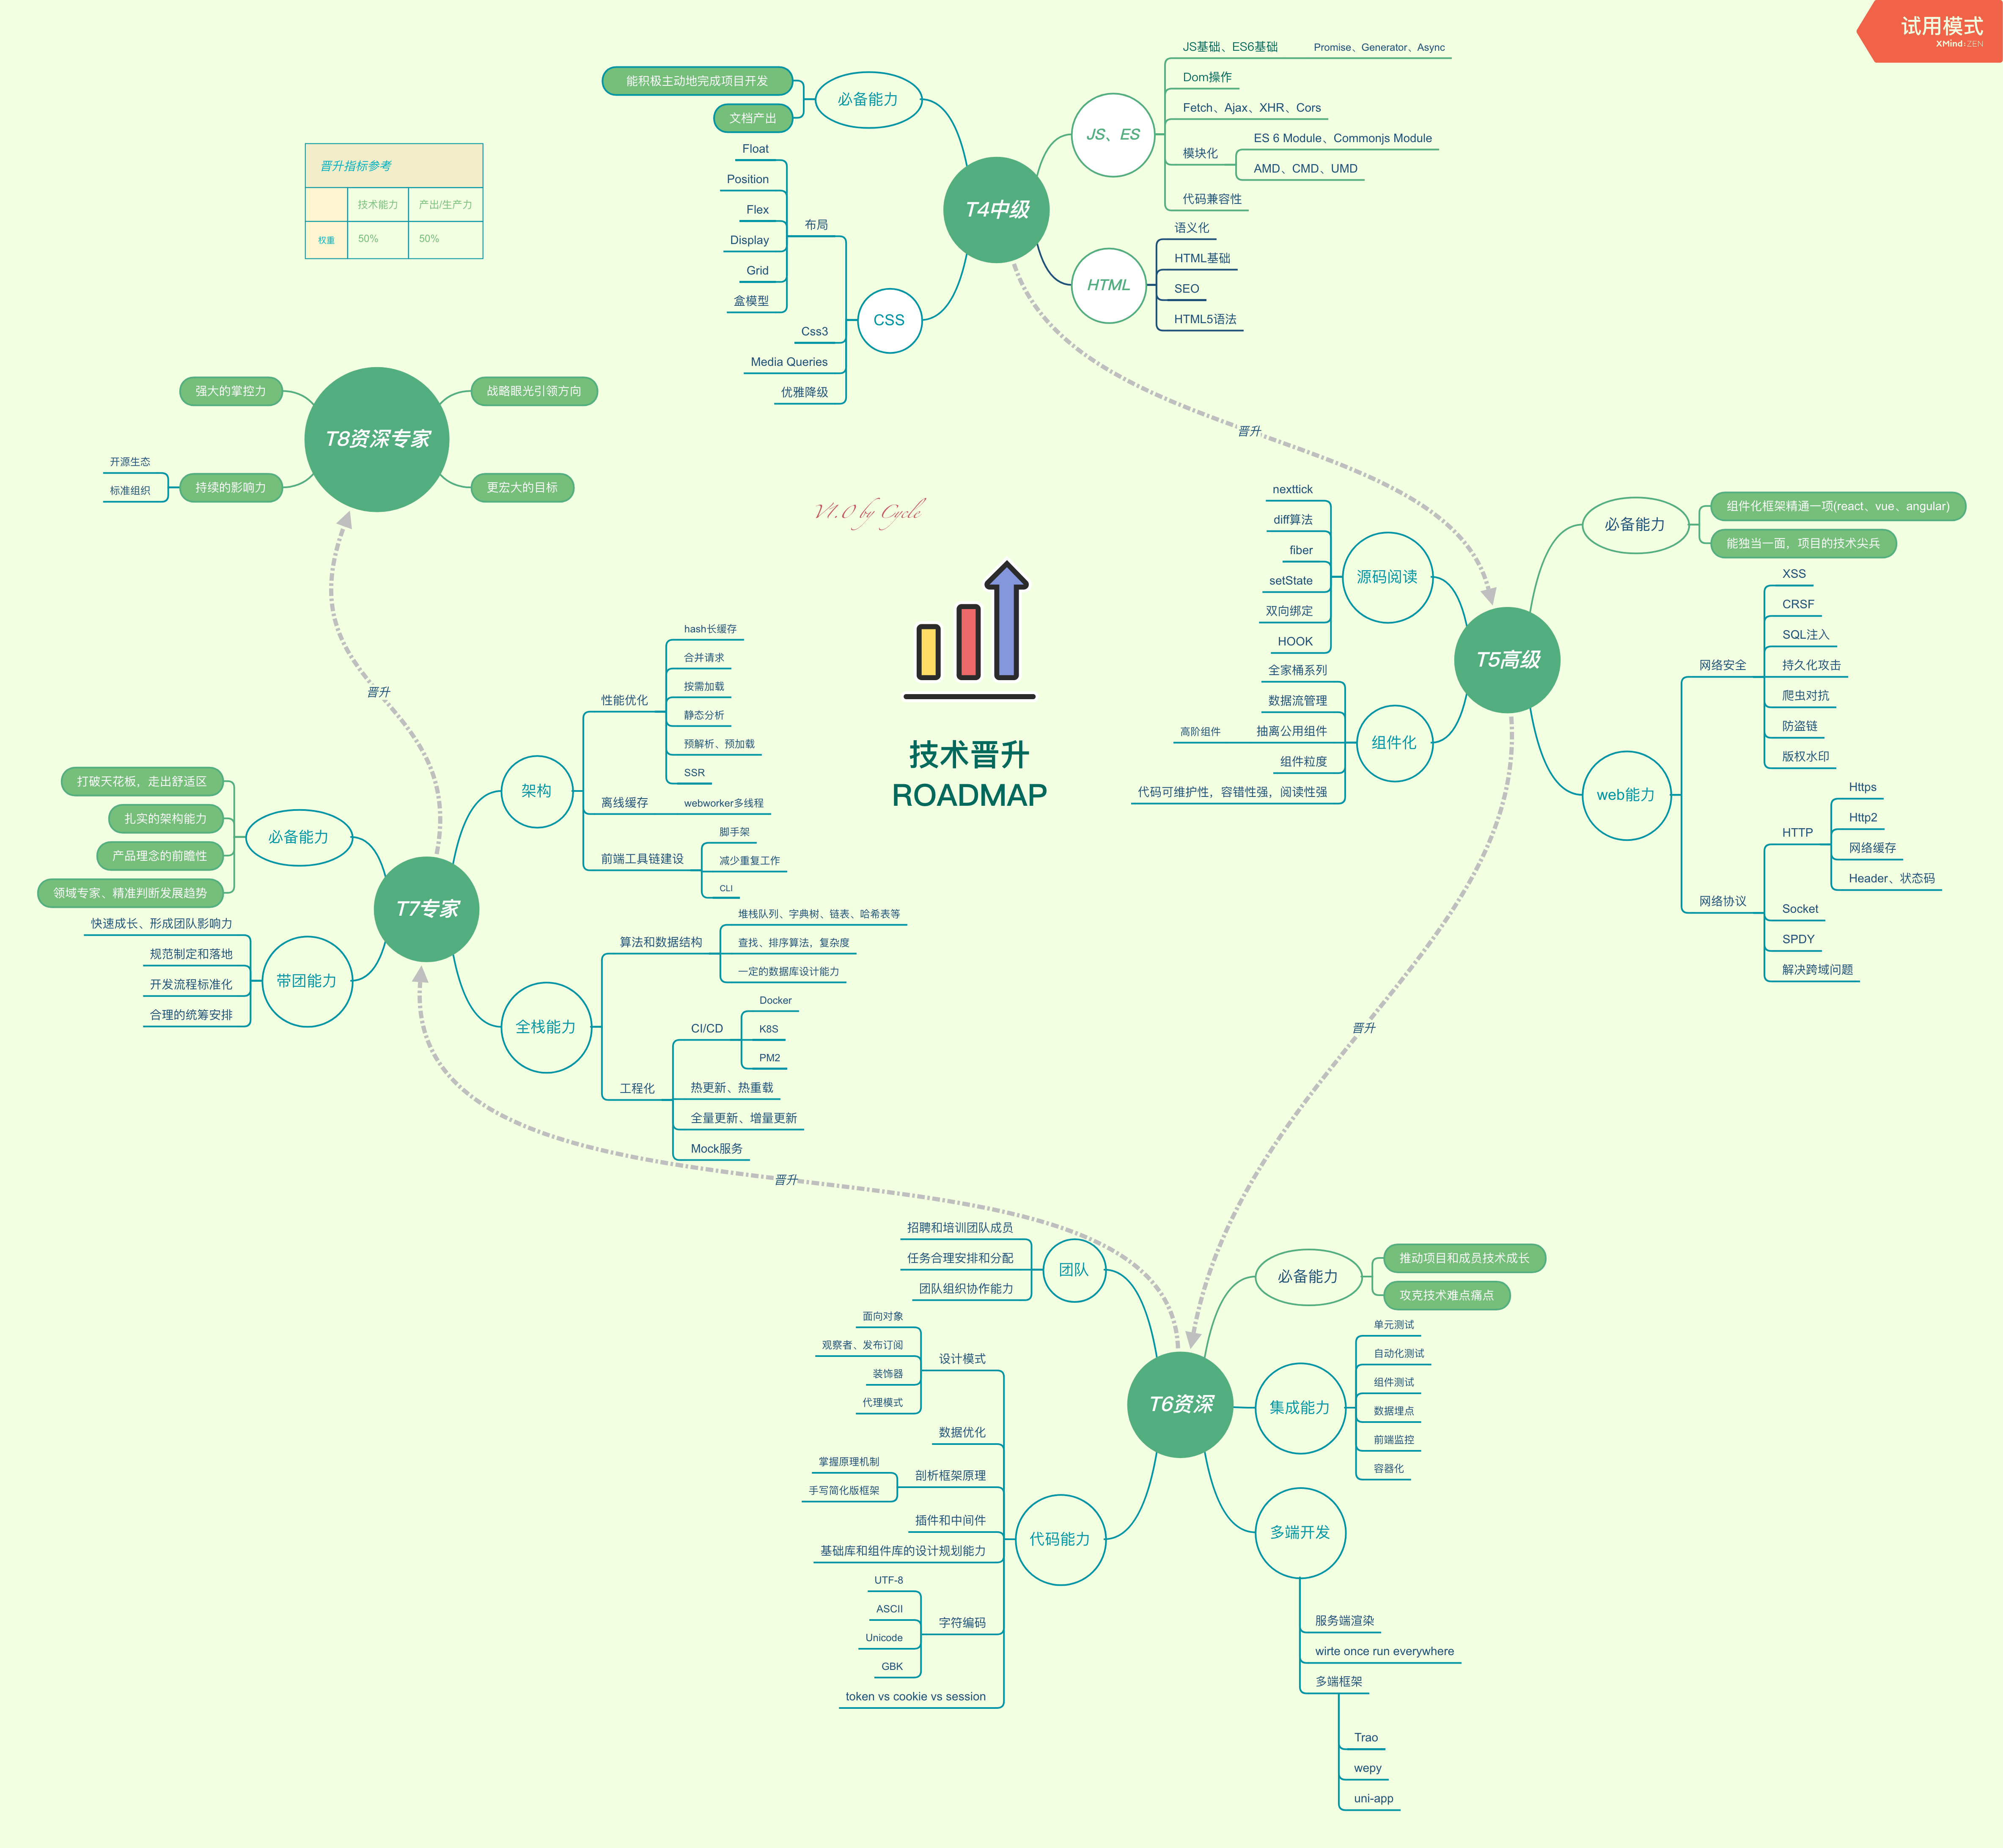 试用模式
XMind:ZEN
晋升指标参考
技术能力
产出/生产力
权重
50%
50%
T4中级
必备能力
能积极主动地完成项目开发
文档产出
CSS
布局
Float
Position
Flex
Display
Grid
盒模型
Css3
Media Queries
优雅降级
JS、ES
JS基础、ES6基础
Promise、Generator、Async
Dom操作
Fetch、Ajax、XHR、Cors
模块化
ES 6 Module、Commonjs Module
AMD、CMD、UMD
代码兼容性
HTML
语义化
HTML基础
SEO
HTML5语法
晋升
T5高级
必备能力
组件化框架精通一项(react、vue、angular)
能独当一面，项目的技术尖兵
源码阅读
nexttick
diff算法
fiber
setState
双向绑定
HOOK
组件化
全家桶系列
数据流管理
抽离公用组件
高阶组件
组件粒度
代码可维护性，容错性强，阅读性强
web能力
网络安全
XSS
CRSF
SQL注入
持久化攻击
爬虫对抗
防盗链
版权水印
网络协议
HTTP
Https
Http2
网络缓存
Header、状态码
Socket
SPDY
解决跨域问题
晋升
T6资深
必备能力
推动项目和成员技术成长
攻克技术难点痛点
团队
招聘和培训团队成员
任务合理安排和分配
团队组织协作能力
集成能力
单元测试
自动化测试
组件测试
数据埋点
前端监控
容器化
多端开发
服务端渲染
wirte once run everywhere
多端框架
Trao
wepy
uni-app
代码能力
设计模式
面向对象
观察者、发布订阅
装饰器
代理模式
数据优化
剖析框架原理
掌握原理机制
手写简化版框架
插件和中间件
基础库和组件库的设计规划能力
字符编码
UTF-8
ASCII
Unicode
GBK
token vs cookie vs session
晋升
T7专家
必备能力
打破天花板，走出舒适区
扎实的架构能力
产品理念的前瞻性
领域专家、精准判断发展趋势
带团能力
快速成长、形成团队影响力
规范制定和落地
开发流程标准化
合理的统筹安排
架构
性能优化
hash长缓存
合并请求
按需加载
静态分析
预解析、预加载
SSR
离线缓存
webworker多线程
前端工具链建设
脚手架
减少重复工作
CLI
全栈能力
算法和数据结构
堆栈队列、字典树、链表、哈希表等
查找、排序算法，复杂度
一定的数据库设计能力
工程化
CI/CD
Docker
K8S
PM2
热更新、热重载
全量更新、增量更新
Mock服务
晋升
T8资深专家
强大的掌控力
持续的影响力
开源生态
标准组织
战略眼光引领方向
更宏大的目标
V1.0 by Cycle
技术晋升
ROADMAP